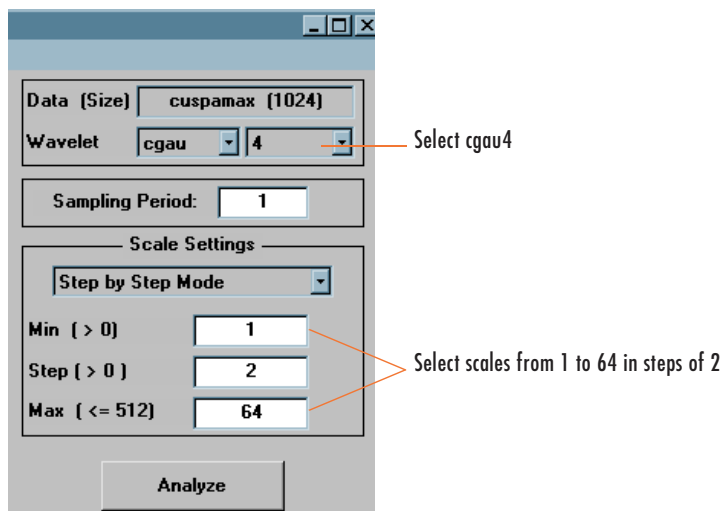 Data (Size) cuspamax (1024)
Wavelet cgau 4
Select cgau4
Sampling Period: 1
Scale Settings
Step by Step Mode
Min ( > 0) 1
Step ( > 0 ) 2
Select scales from 1 to 64 in steps of 2
Max ( <= 512) 64
Analyze